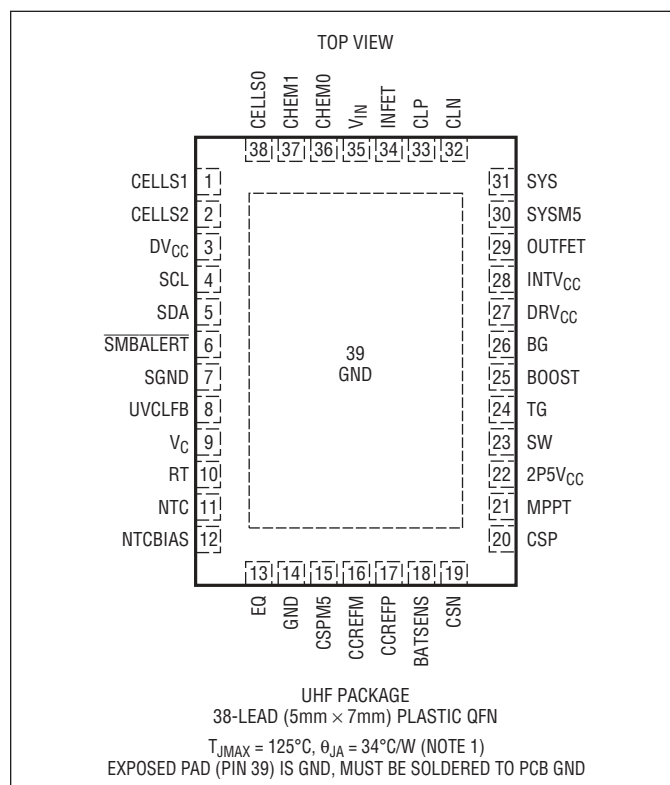 TOP VIEW
CELLS0 CHEM1 CHEM0 VIN INFET CLP CLN
38 37 36 35 34 33 32
CELLS1 1
CELLS2 2
DVCC 3
SCL 4
SDA 5
SMBALERT 6
SGND 7
UVCLFB 8
VC 9
RT 10
NTC 11
NTCBIAS 12
39
GND
31 SYS
30 SYSM5
29 OUTFET
28 INTVCC
27 DRVCC
26 BG
25 BOOST
24 TG
23 SW
22 2P5VCC
21 MPPT
20 CSP
13 14 15 16 17 18 19
EQ GND CSPM5 CCREFM CCREFP BATSENS CSN
UHF PACKAGE
38-LEAD (5mm × 7mm) PLASTIC QFN
TJMAX = 125°C, θJA = 34°C/W (NOTE 1)
EXPOSED PAD (PIN 39) IS GND, MUST BE SOLDERED TO PCB GND